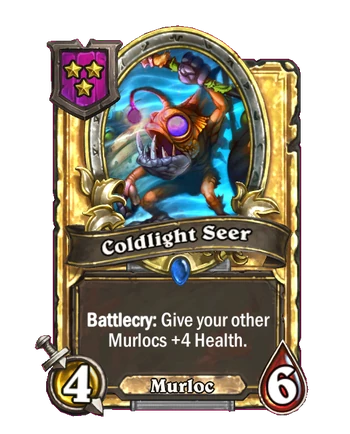 Coldlight Seer
Battlecry: Give your other
Murlocs +4 Health.
4
Murloc
6